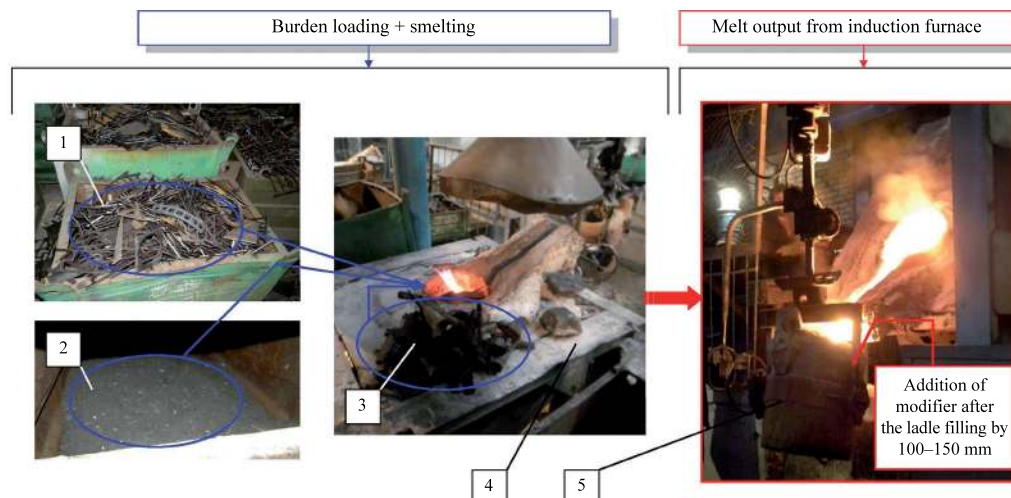 Burden loading + smelting
Melt output from induction furnace
1
2
3
4
5
Addition of
modifier after
the ladle filling by
100–150 mm